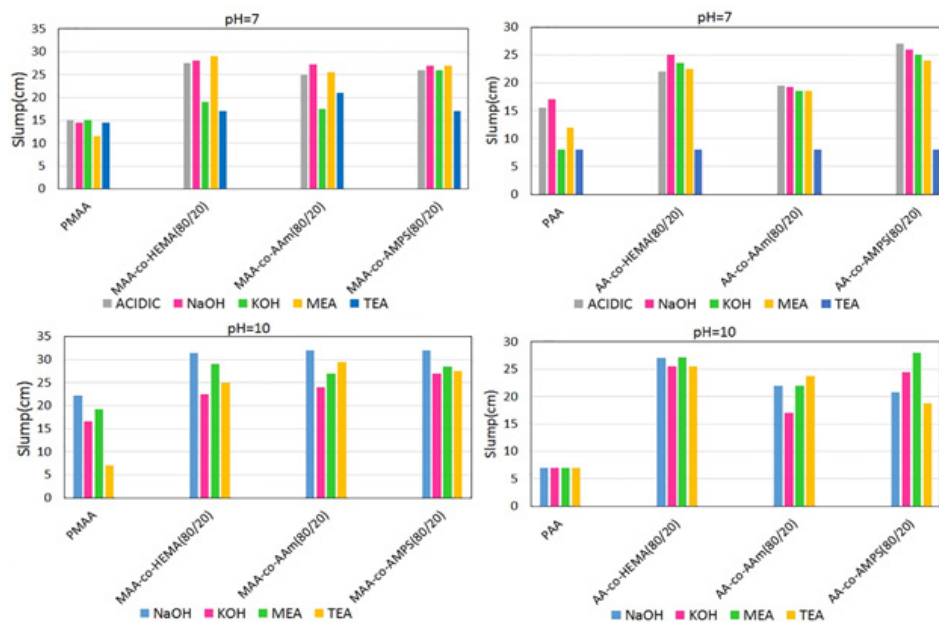 pH=7
Slump(cm)
35
30
25
20
15
10
5
0
PMAA
MAA-co-HEMA(80/20)
MAA-co-AAm(80/20)
MAA-co-AMPS(80/20)
ACIDIC NaOH KOH MEA TEA
pH=7
Slump(cm)
30
25
20
15
10
5
0
PAA
AA-co-HEMA(80/20)
AA-co-AAm(80/20)
AA-co-AMPS(80/20)
ACIDIC NaOH KOH MEA TEA
pH=10
Slump(cm)
35
30
25
20
15
10
5
0
PMAA
MAA-co-HEMA(80/20)
MAA-co-AAm(80/20)
MAA-co-AMPS(80/20)
NaOH KOH MEA TEA
pH=10
Slump(cm)
30
25
20
15
10
5
0
PAA
AA-co-HEMA(80/20)
AA-co-AAm(80/20)
AA-co-AMPS(80/20)
NaOH KOH MEA TEA